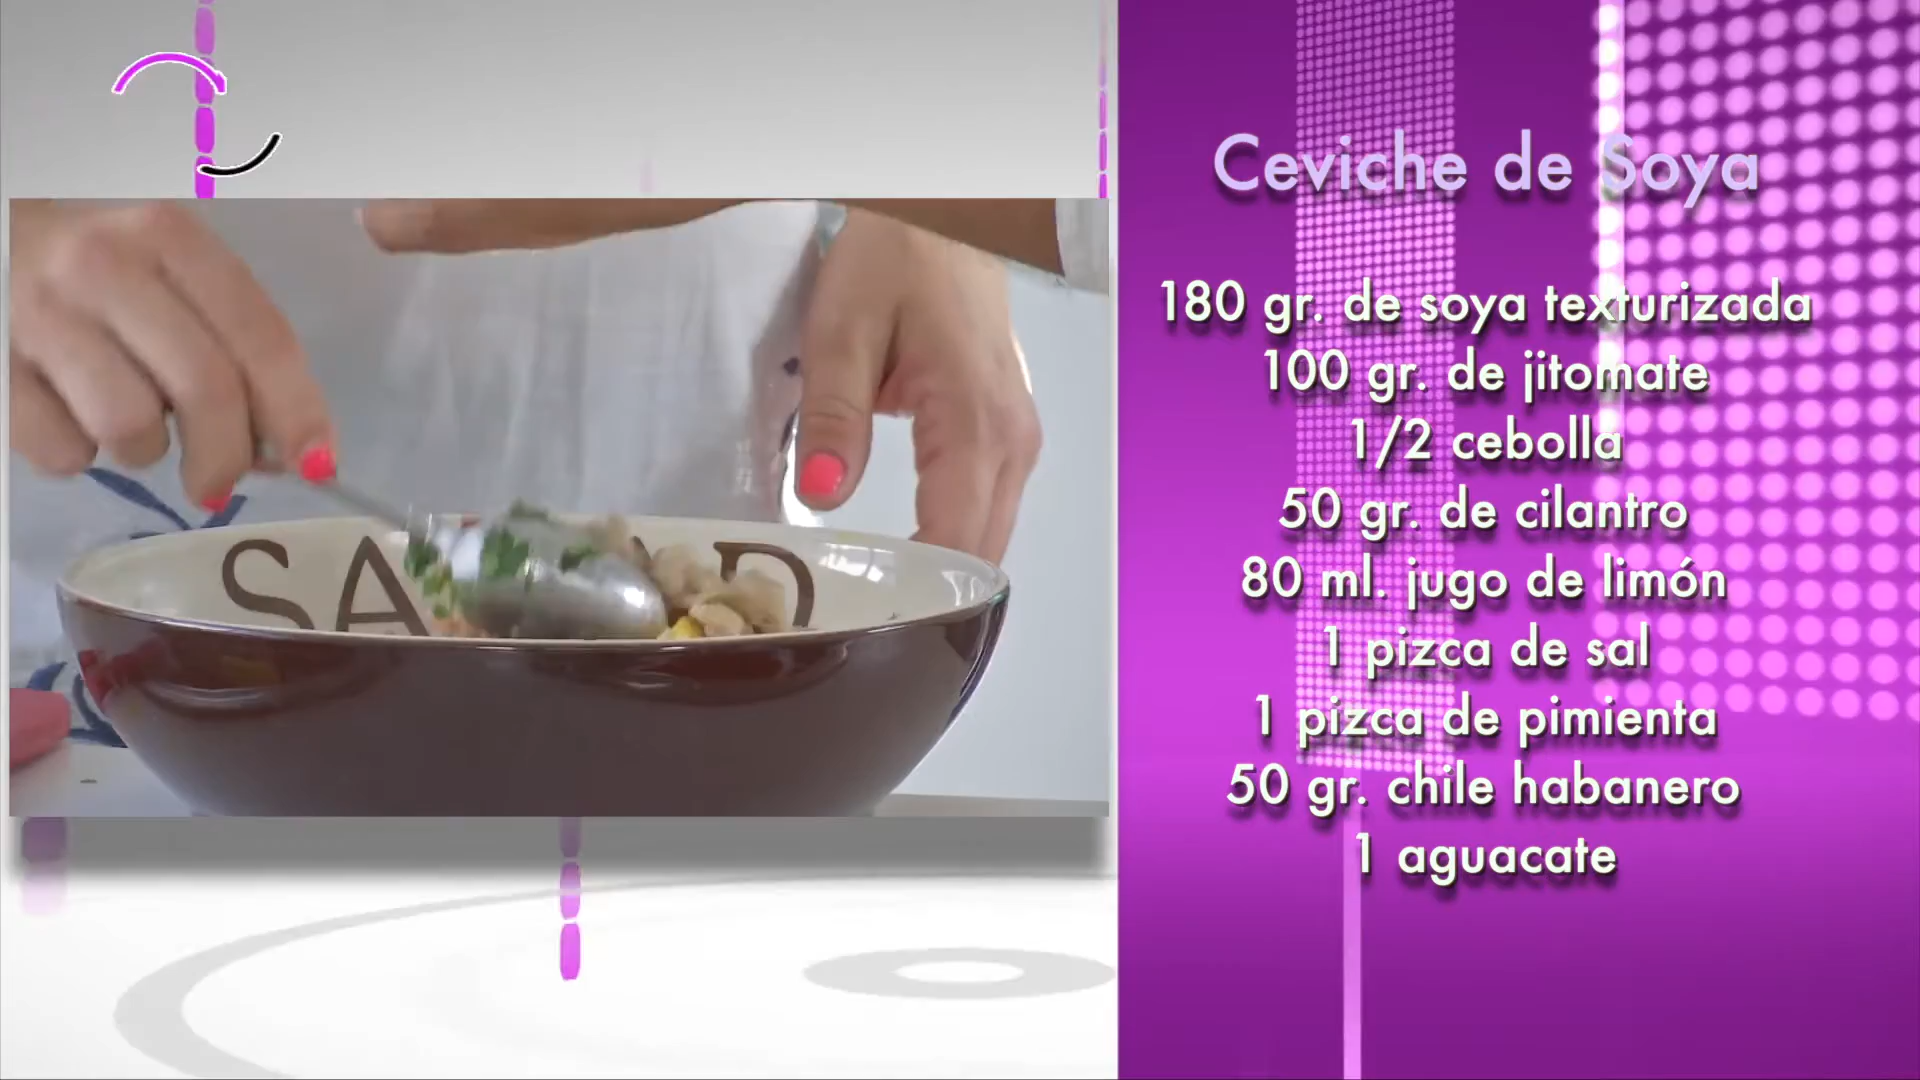 Ceviche de Soya
180 gr. de soya texturizada
100 gr. de jitomate
1/2 cebolla
50 gr. de cilantro
80 ml. jugo de limón
1 pizca de sal
1 pizca de pimienta
50 gr. chile habanero
1 aguacate